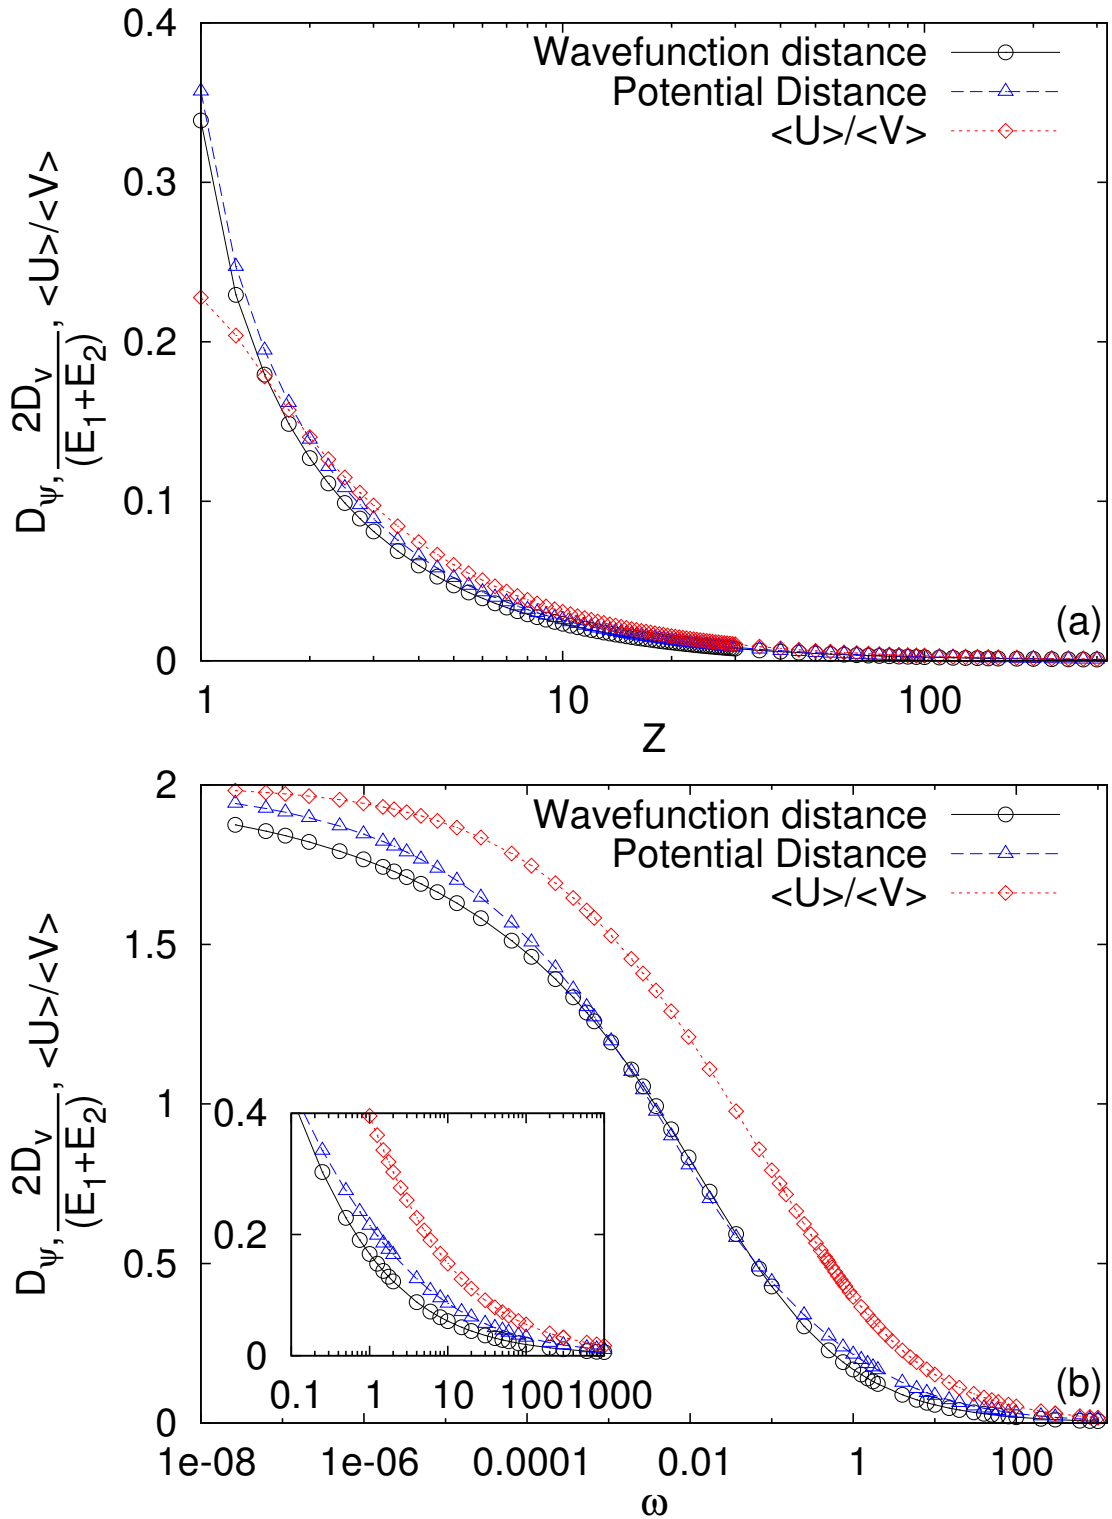 0.4
0.3
0.2
0.1
0
Wavefunction distance
Potential Distance
<U>/<V>
(a)
1 10 100
Z
D_ψ, 2D_v/(E_1+E_2), <U>/<V>
2
1.5
1
0.5
0
Wavefunction distance
Potential Distance
<U>/<V>
0.4
0.2
0
0.1 1 10 100 1000
(b)
1e-08 1e-06 0.0001 0.01 1 100
ω
D_ψ, 2D_v/(E_1+E_2), <U>/<V>